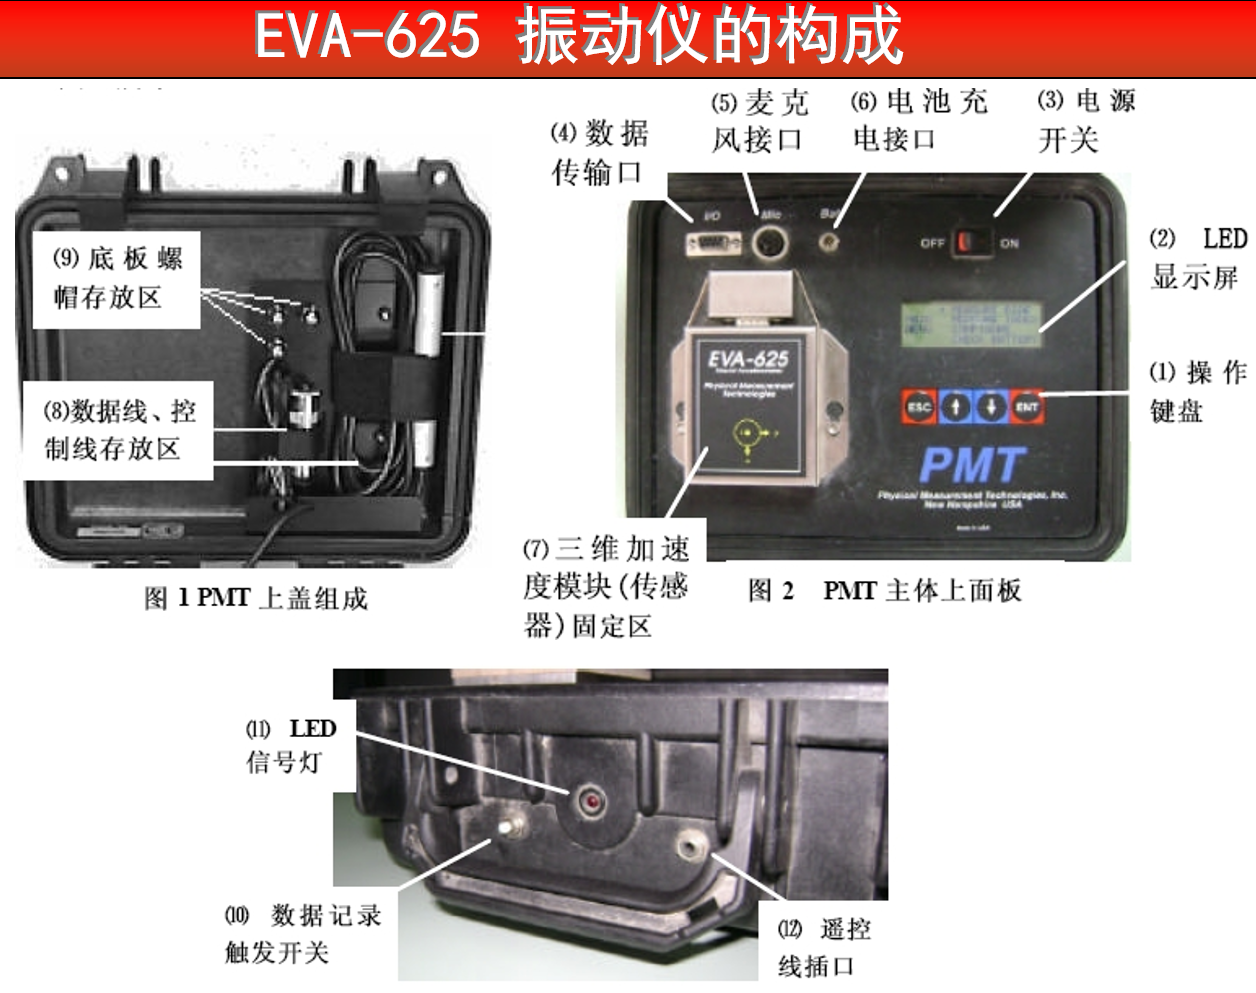 EVA-625 振动仪的构成
⑸ 麦克
风接口
⑹ 电池充
电接口
⑶ 电源
开关
⑷ 数据
传输口
⑼ 底板螺
帽存放区
⑻数据线、控
制线存放区
图 1 PMT 上盖组成
I/O
Mic
Bat
OFF
ON
⑵ LED
显示屏
EVA-625
Physical Measurement
Technologies
ESC
ENT
⑴ 操作
键盘
PMT
Physical Measurement Technologies, Inc.
New Hampshire USA
⑺三维加速
度模块(传感
器)固定区
图 2 PMT 主体上面板
⑾ LED
信号灯
⑽ 数据记录
触发开关
⑿ 遥控
线插口